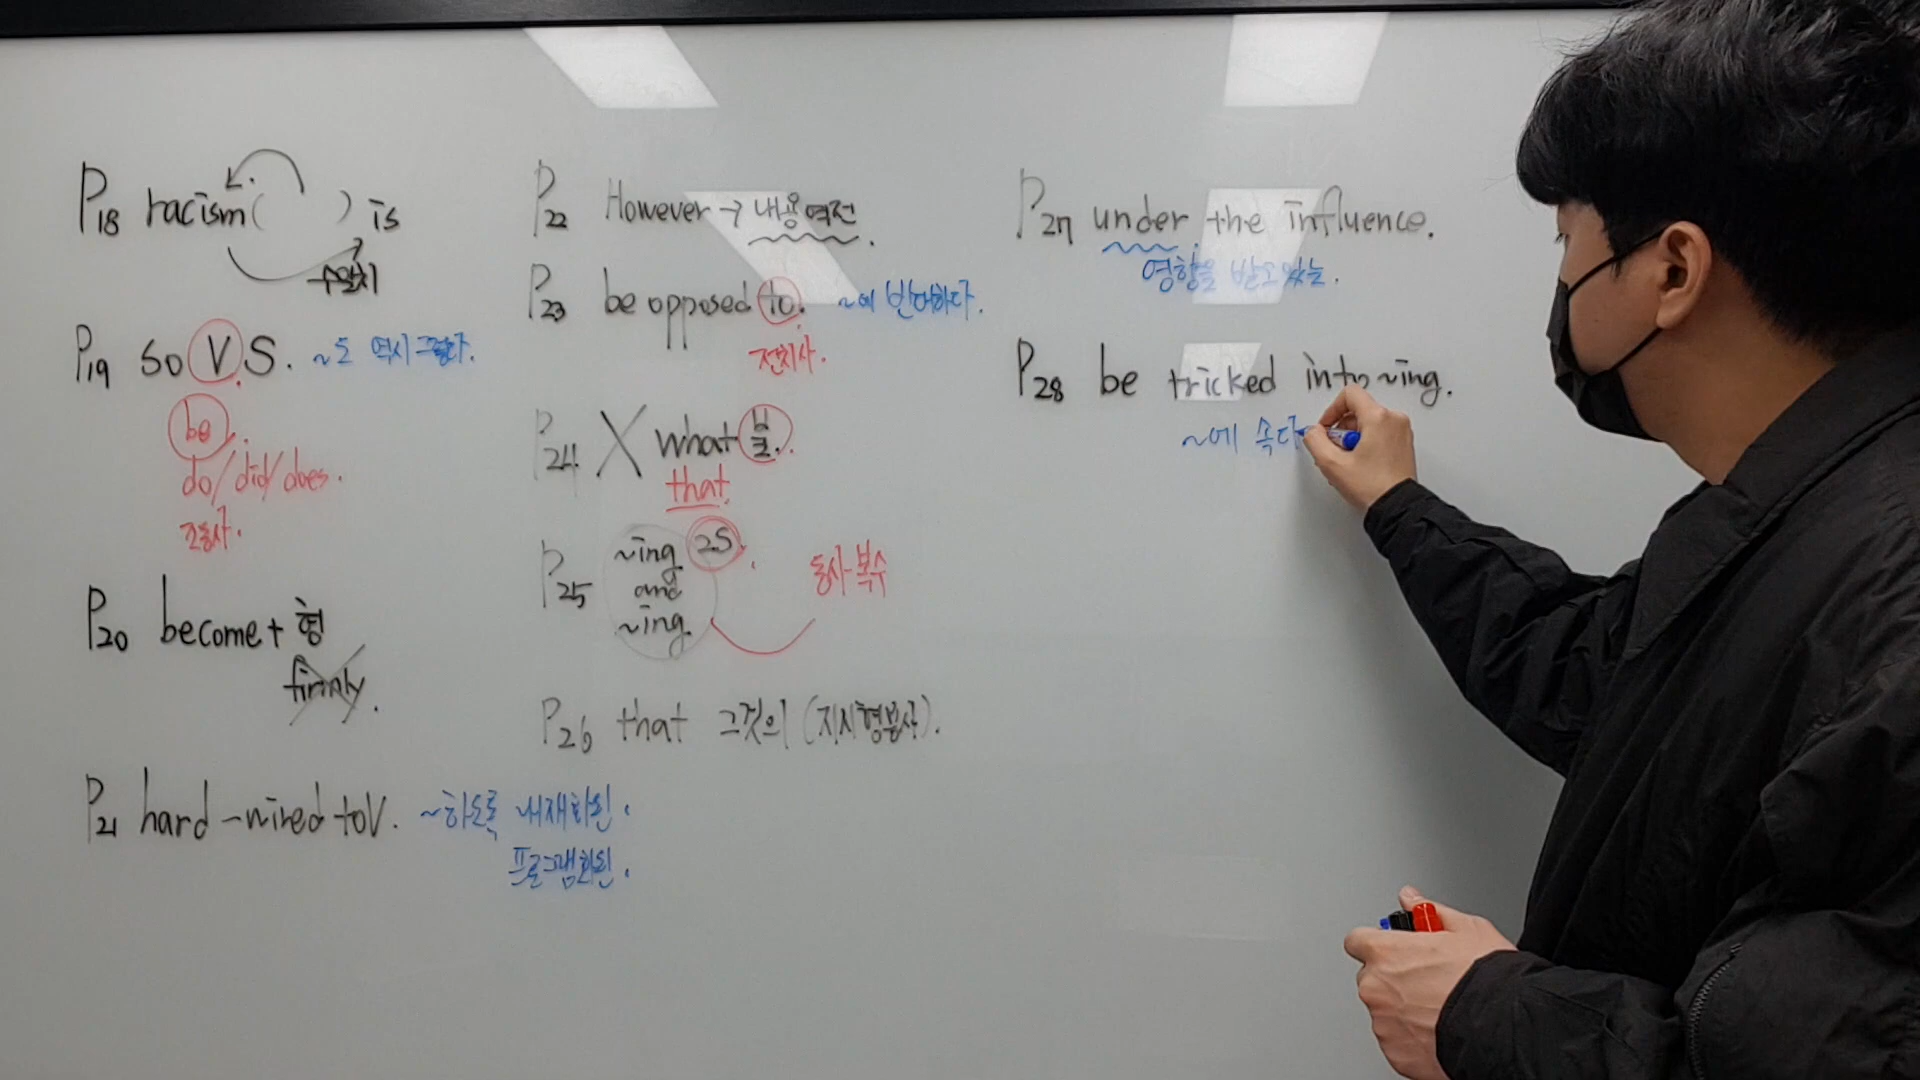 P18 racism( ) is
수일치
P19 so V.S. ~도 역시 그렇다.
be.
do/did/does.
조동사.
P20 become + 형
firmly.
P21 hard-wired to V. ~하도록 내재화된.
프로그램화된.
P22 However → 내용 역전.
P23 be opposed to. ~에 반대하다.
전치사.
P24 X what 불.
that.
P25 ~ing 2S.
and
~ing
동사-복수
P26 that 그것의 (지시형용사).
P27 under the influence.
영향을 받고 있는.
P28 be tricked into ~ing.
~에 속다